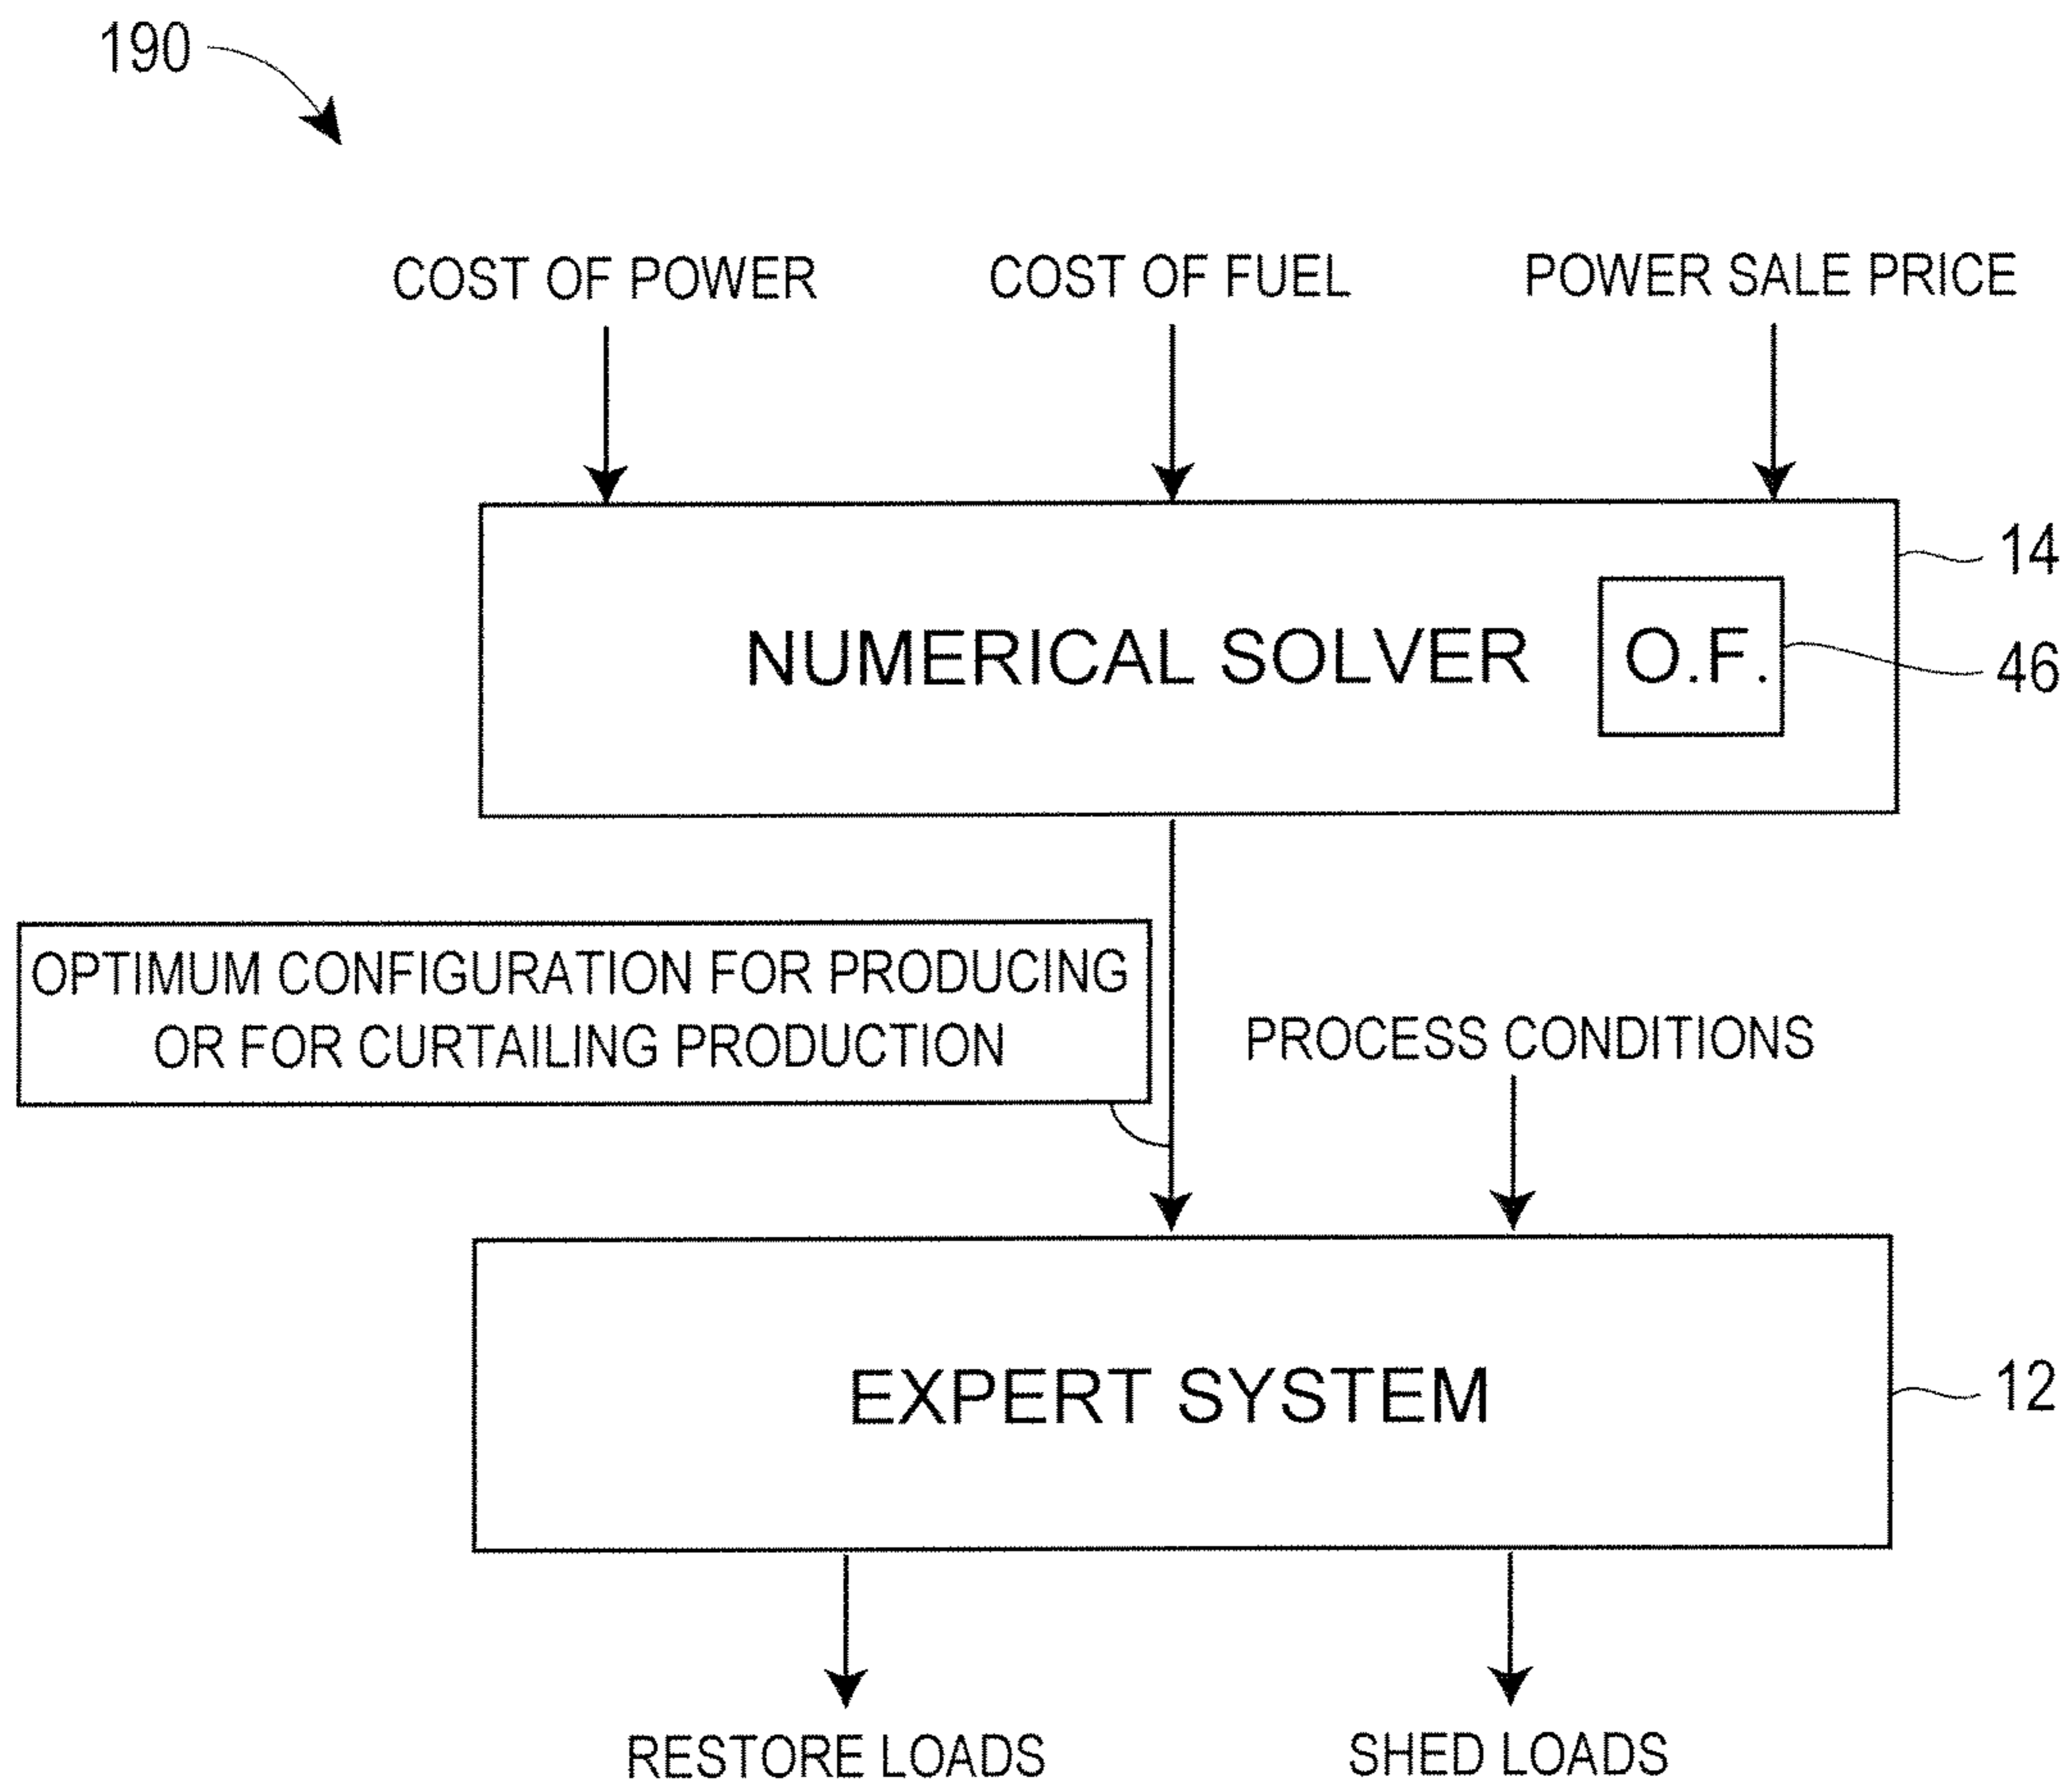 190
COST OF POWER
COST OF FUEL
POWER SALE PRICE
14
NUMERICAL SOLVER
O.F.
46
OPTIMUM CONFIGURATION FOR PRODUCING
OR FOR CURTAILING PRODUCTION
PROCESS CONDITIONS
EXPERT SYSTEM
12
RESTORE LOADS
SHED LOADS